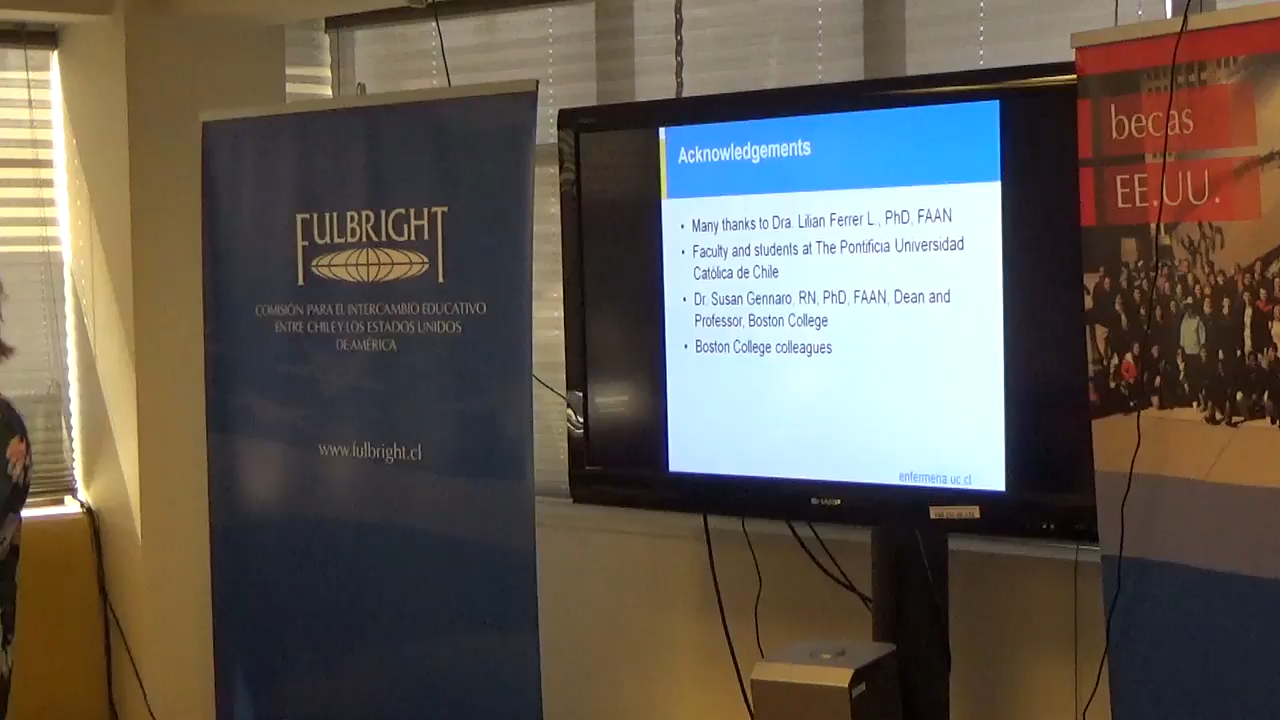 FULBRIGHT
COMISIÓN PARA EL INTERCAMBIO EDUCATIVO
ENTRE CHILE Y LOS ESTADOS UNIDOS
DE AMÉRICA
www.fulbright.cl
Acknowledgements
• Many thanks to Dra. Lilian Ferrer L., PhD, FAAN
• Faculty and students at The Pontificia Universidad
Católica de Chile
• Dr. Susan Gennaro, RN, PhD, FAAN, Dean and
Professor, Boston College
• Boston College colleagues
enfermeria.uc.cl
SHARP
becas
EE.UU.